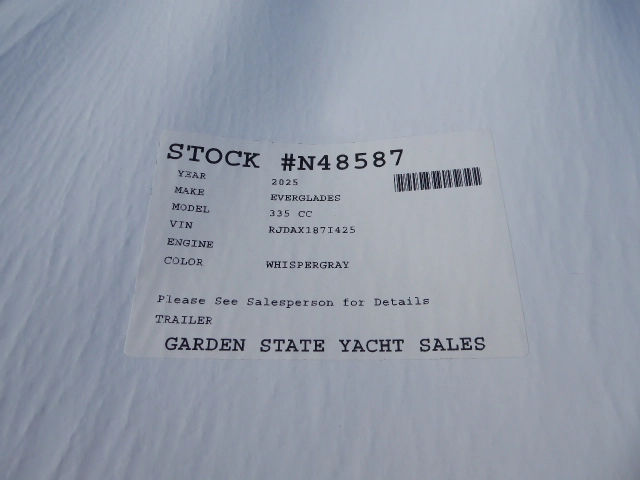 STOCK #N48587
YEAR 2025
MAKE EVERGLADES
MODEL 335 CC
VIN RJDAX187I425
ENGINE
COLOR WHISPERGRAY
Please See Salesperson for Details
TRAILER
GARDEN STATE YACHT SALES